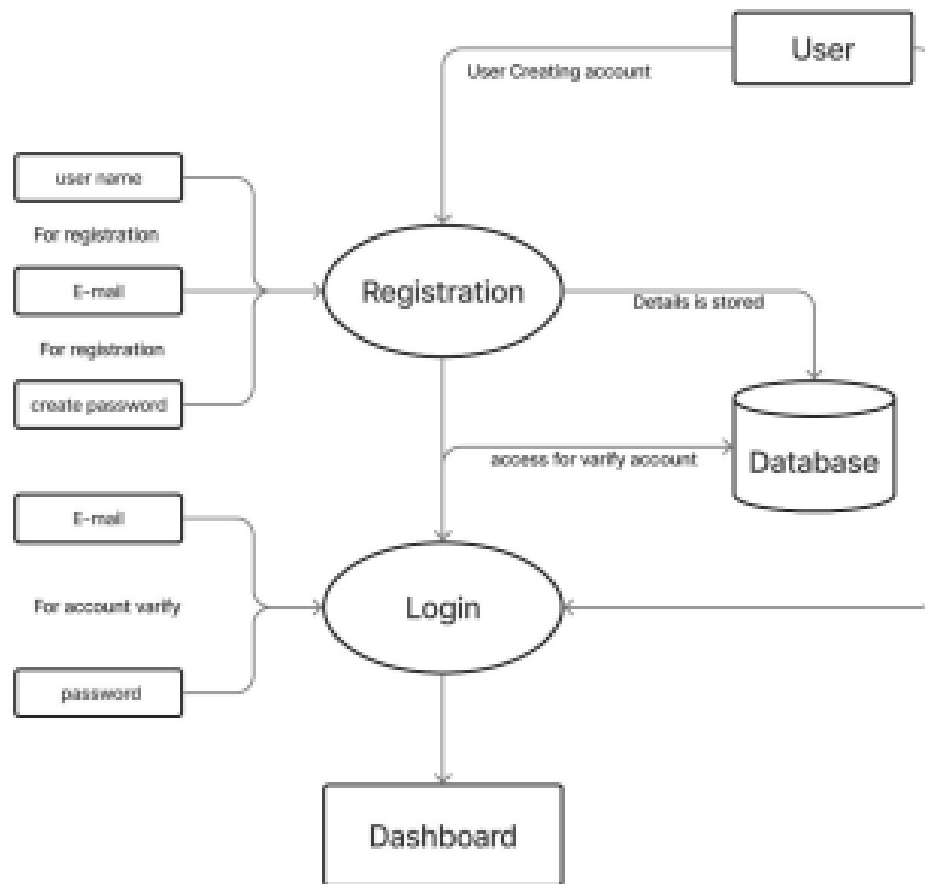 User
User Creating account
user name
For registration
E-mail
Registration
Details is stored
For registration
create password
access for varify account
Database
E-mail
For account varify
Login
password
Dashboard